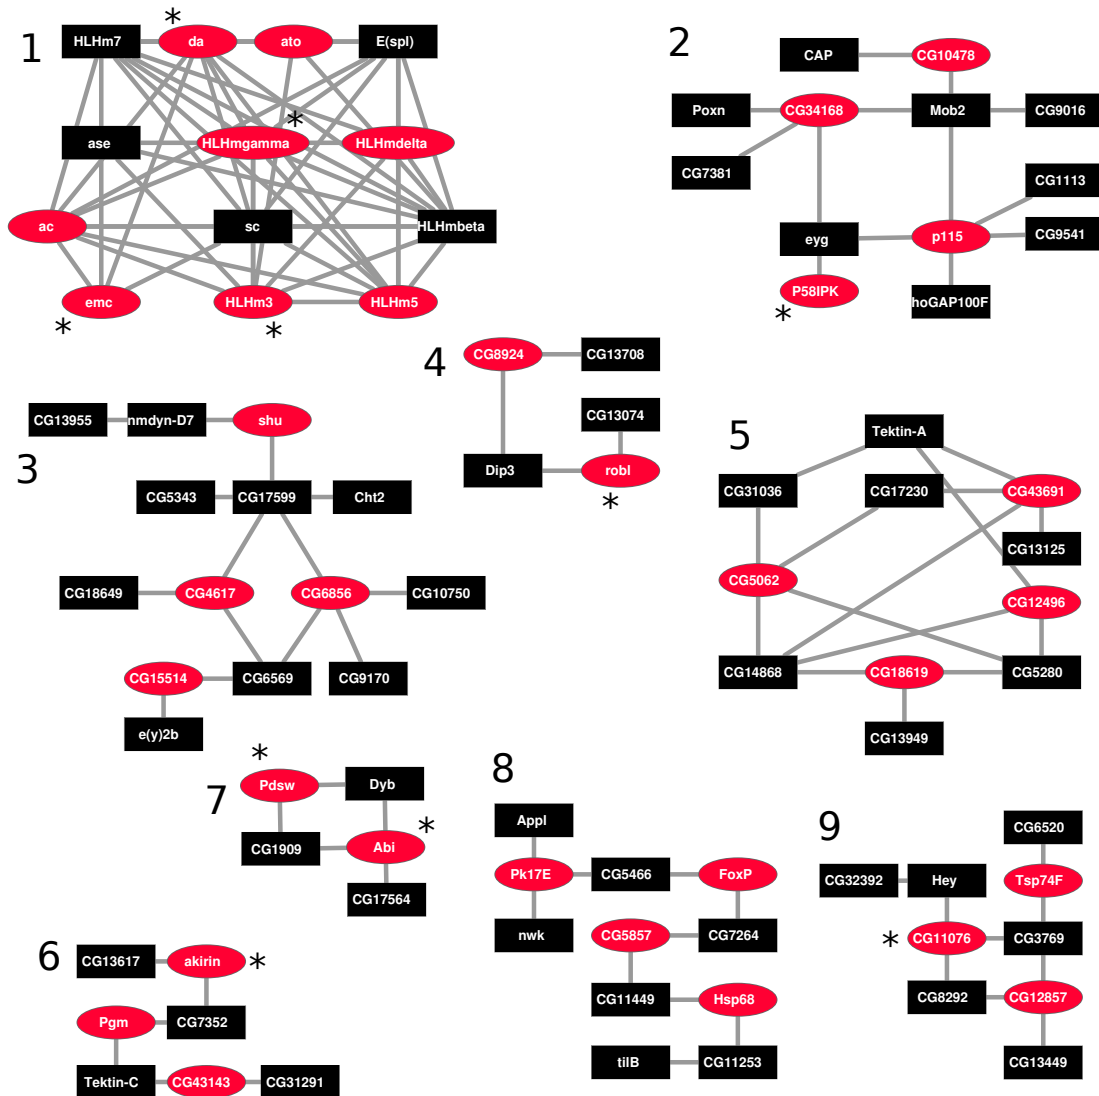 1
*
HLHm7 da ato E(spl)
*
ase HLHmgamma HLHmdelta
ac sc HLHmbeta
emc HLHm3 HLHm5
* *
2
CAP CG10478
Poxn CG34168 Mob2 CG9016
CG7381 CG1113
eyg p115 CG9541
P58IPK hoGAP100F
*
3
CG13955 nmdyn-D7 shu
CG5343 CG17599 Cht2
CG18649 CG4617 CG6856 CG10750
CG15514 CG6569 CG9170
e(y)2b
4
CG8924 CG13708
CG13074
Dip3 robl
*
5
Tektin-A
CG31036 CG17230 CG43691
CG13125
CG5062
CG12496
CG14868 CG18619 CG5280
CG13949
7
*
Pdsw Dyb
*
CG1909 Abi
CG17564
6
CG13617 akirin *
Pgm CG7352
Tektin-C CG43143 CG31291
8
Appl
Pk17E CG5466 FoxP
nwk CG5857 CG7264
CG11449 Hsp68
tilB CG11253
9
CG6520
CG32392 Hey Tsp74F
* CG11076 CG3769
CG8292 CG12857
CG13449